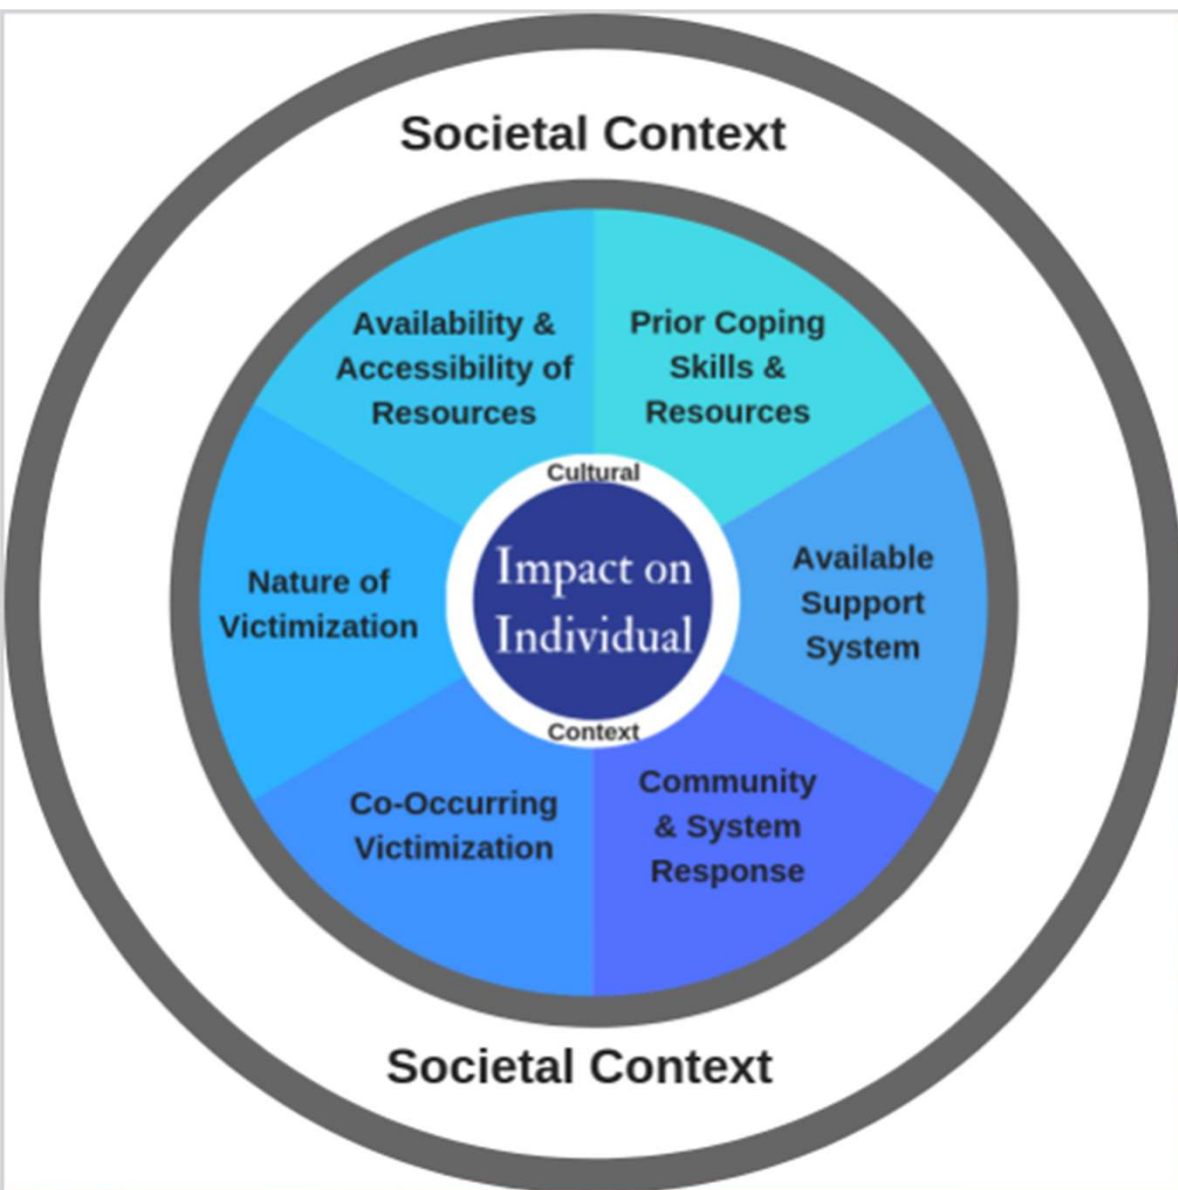 Societal Context
Availability &
Accessibility of
Resources
Prior Coping
Skills &
Resources
Cultural
Impact on
Individual
Context
Nature of
Victimization
Available
Support
System
Co-Occurring
Victimization
Community
& System
Response
Societal Context